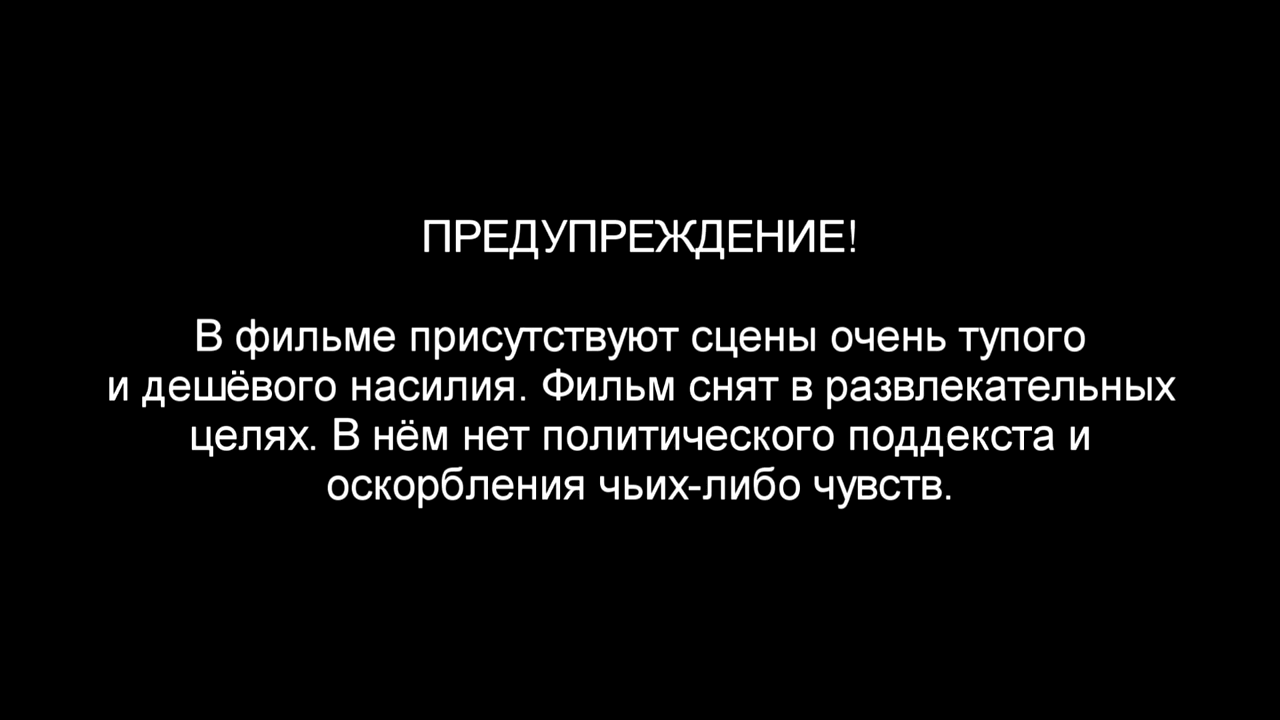 ПРЕДУПРЕЖДЕНИЕ!
В фильме присутствуют сцены очень тупого
и дешёвого насилия. Фильм снят в развлекательных
целях. В нём нет политического поддекста и
оскорбления чьих-либо чувств.